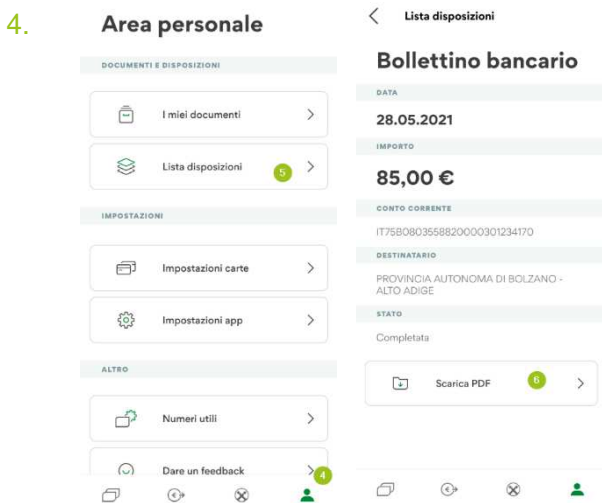 4.
Area personale
DOCUMENTI E DISPOSIZIONI
I miei documenti
Lista disposizioni
5
IMPOSTAZIONI
Impostazioni carte
Impostazioni app
ALTRO
Numeri utili
Dare un feedback
4
Lista disposizioni
Bollettino bancario
DATA
28.05.2021
IMPORTO
85,00 €
CONTO CORRENTE
IT75B0803558820000301234170
DESTINATARIO
PROVINCIA AUTONOMA DI BOLZANO -
ALTO ADIGE
STATO
Completata
Scarica PDF
6